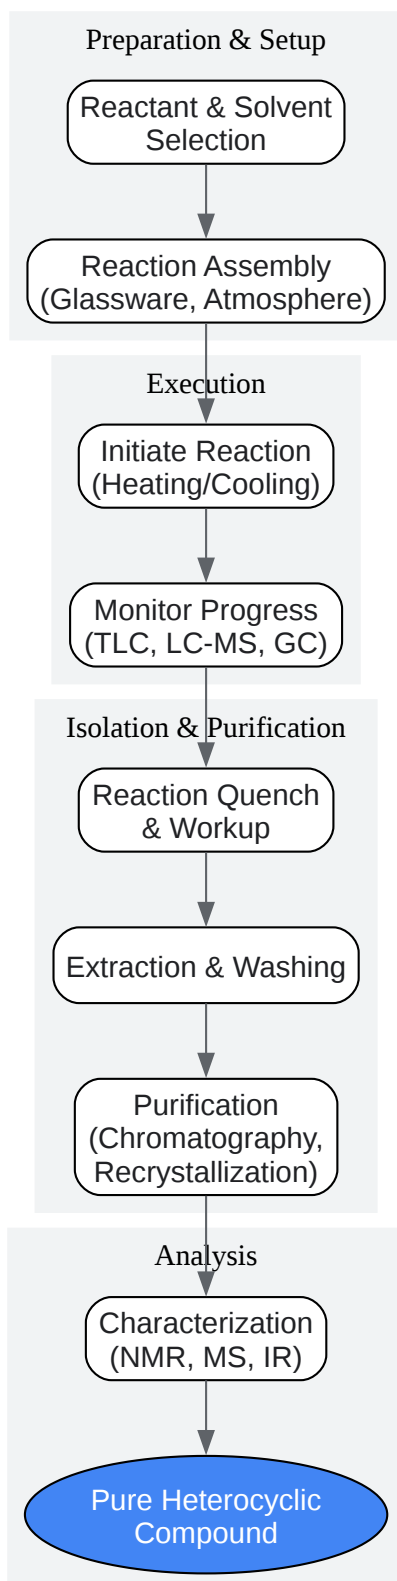 Preparation & Setup
Reactant & Solvent
Selection
Reaction Assembly
(Glassware, Atmosphere)
Execution
Initiate Reaction
(Heating/Cooling)
Monitor Progress
(TLC, LC-MS, GC)
Isolation & Purification
Reaction Quench
& Workup
Extraction & Washing
Purification
(Chromatography,
Recrystallization)
Analysis
Characterization
(NMR, MS, IR)
Pure Heterocyclic
Compound